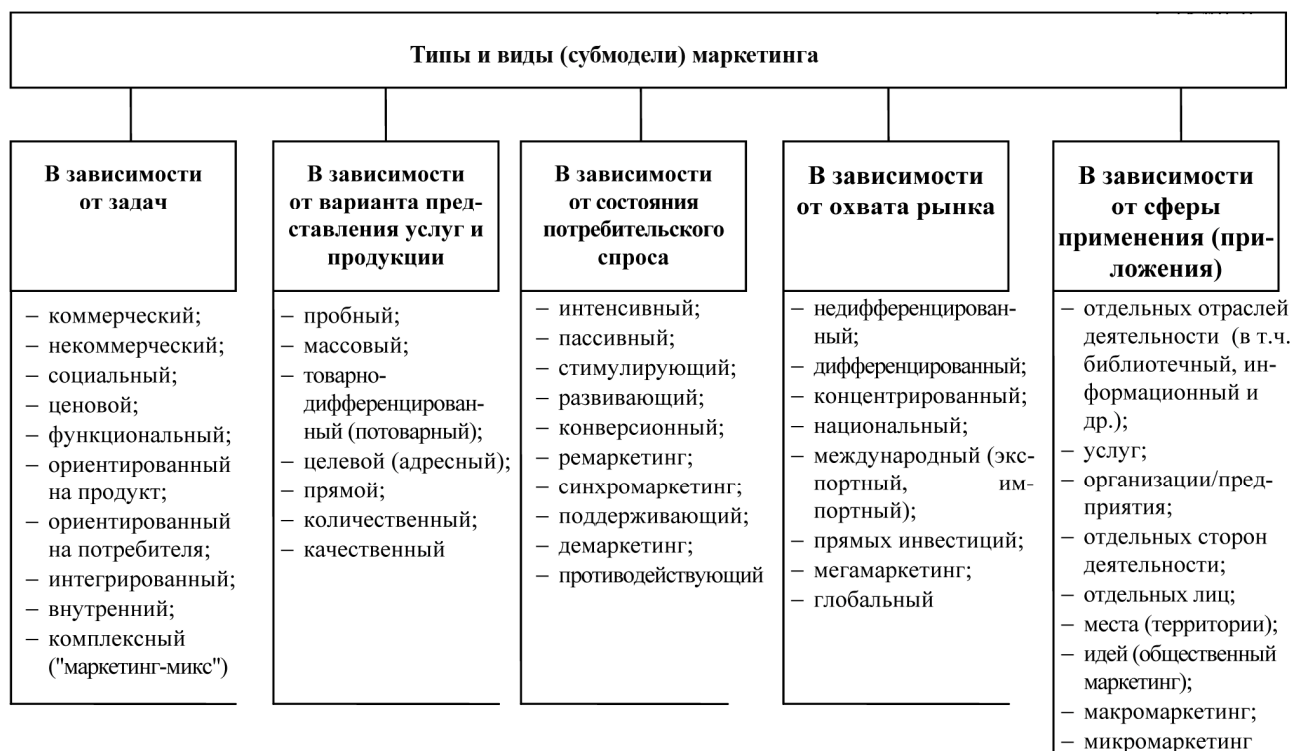 Типы и виды (субмодели) маркетинга
В зависимости
от задач
– коммерческий;
– некоммерческий;
– социальный;
– ценовой;
– функциональный;
– ориентированный
на продукт;
– ориентированный
на потребителя;
– интегрированный;
– внутренний;
– комплексный
("маркетинг-микс")
В зависимости
от варианта пред-
ставления услуг и
продукции
– пробный;
– массовый;
– товарно-
дифференцирован-
ный (потоварный);
– целевой (адресный);
– прямой;
– количественный;
– качественный
В зависимости
от состояния
потребительского
спроса
– интенсивный;
– пассивный;
– стимулирующий;
– развивающий;
– конверсионный;
– ремаркетинг;
– синхромаркетинг;
– поддерживающий;
– демаркетинг;
– противодействующий
В зависимости
от охвата рынка
– недифференцирован-
ный;
– дифференцированный;
– концентрированный;
– национальный;
– международный (экс-
портный, им-
портный);
– прямых инвестиций;
– мегамаркетинг;
– глобальный
В зависимости
от сферы
применения (при-
ложения)
– отдельных отраслей
деятельности (в т.ч.
библиотечный, ин-
формационный и
др.);
– услуг;
– организации/пред-
приятия;
– отдельных сторон
деятельности;
– отдельных лиц;
– места (территории);
– идей (общественный
маркетинг);
– макромаркетинг;
– микромаркетинг